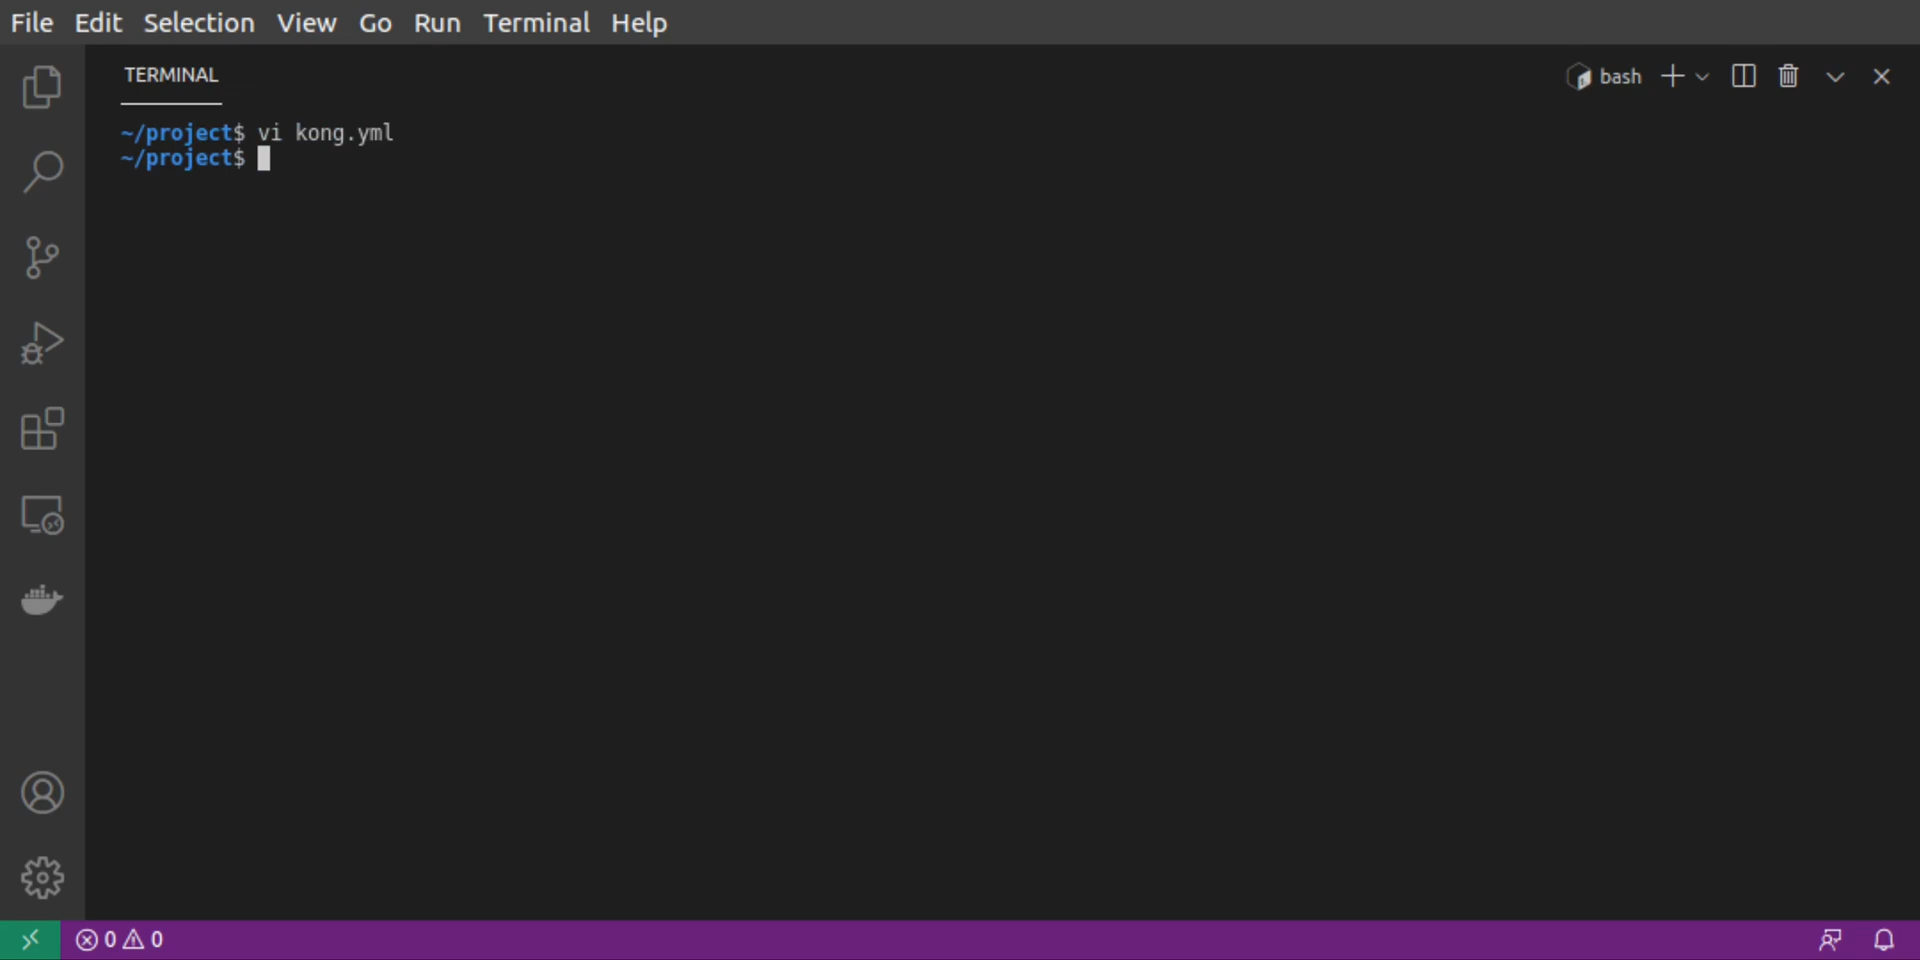 File Edit Selection View Go Run Terminal Help
TERMINAL
bash
~/project$ vi kong.yml
~/project$
0 0